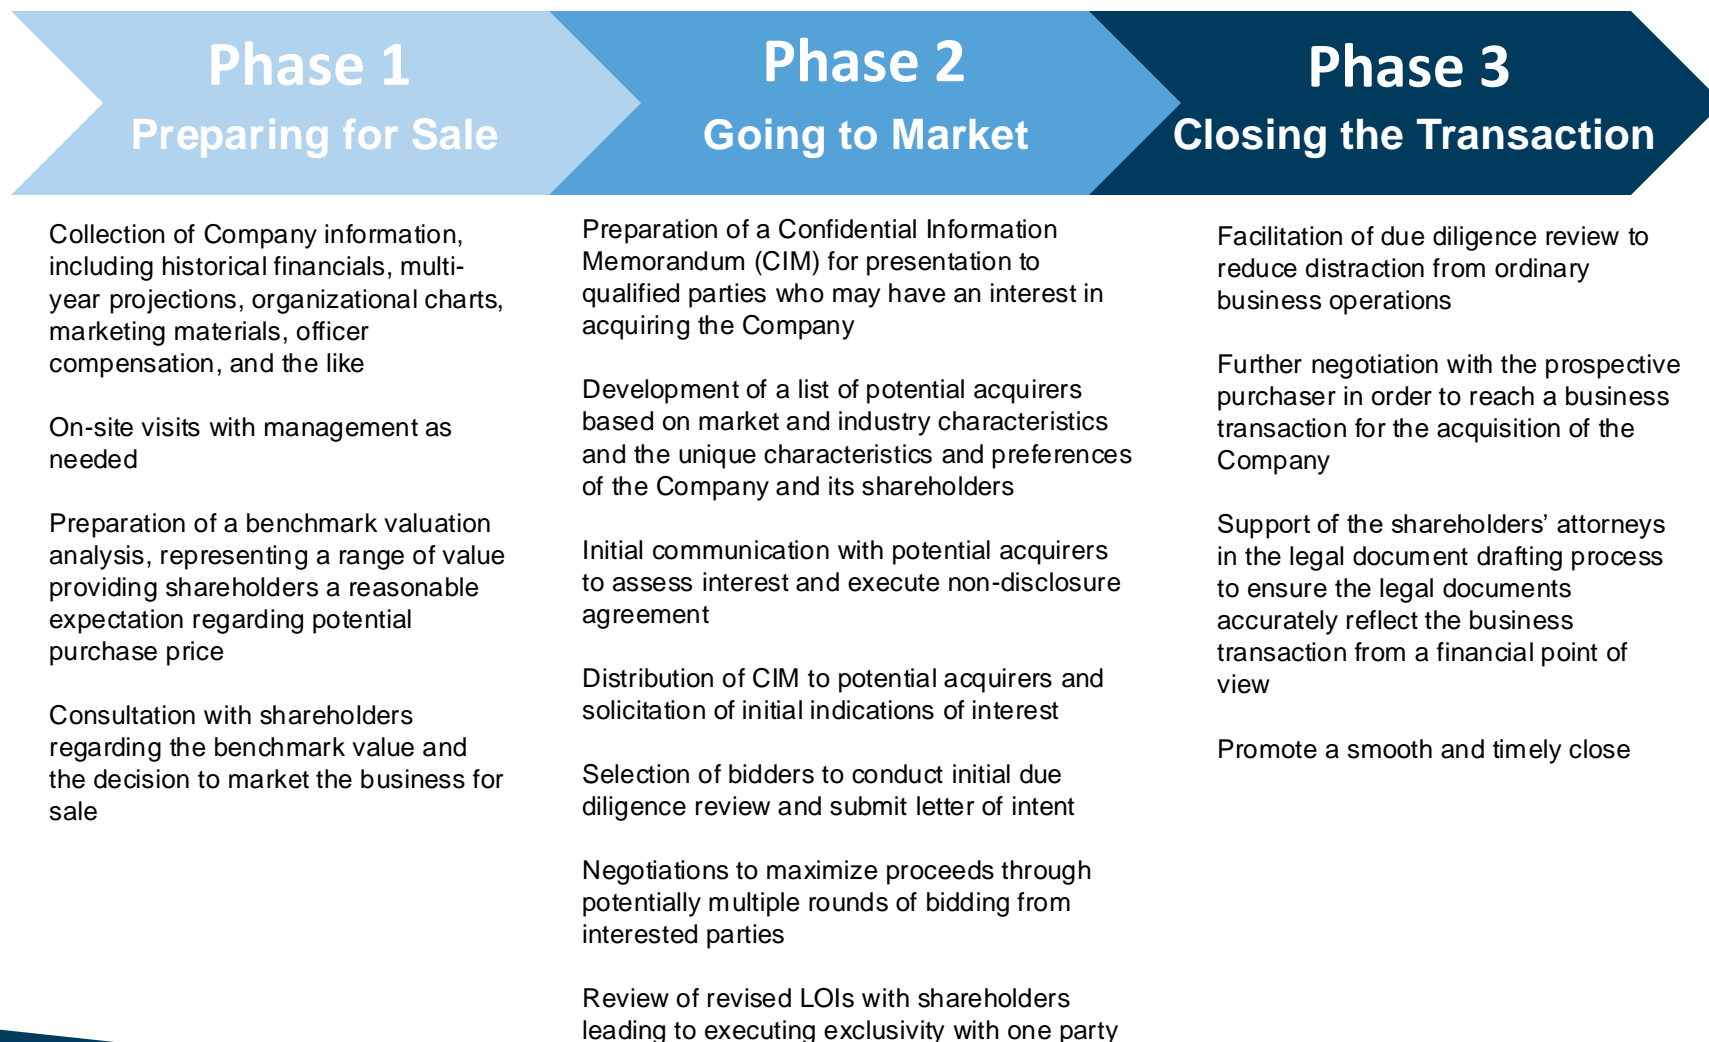 Phase 1
Preparing for Sale
Collection of Company information,
including historical financials, multi-
year projections, organizational charts,
marketing materials, officer
compensation, and the like
On-site visits with management as
needed
Preparation of a benchmark valuation
analysis, representing a range of value
providing shareholders a reasonable
expectation regarding potential
purchase price
Consultation with shareholders
regarding the benchmark value and
the decision to market the business for
sale
Phase 2
Going to Market
Preparation of a Confidential Information
Memorandum (CIM) for presentation to
qualified parties who may have an interest in
acquiring the Company
Development of a list of potential acquirers
based on market and industry characteristics
and the unique characteristics and preferences
of the Company and its shareholders
Initial communication with potential acquirers
to assess interest and execute non-disclosure
agreement
Distribution of CIM to potential acquirers and
solicitation of initial indications of interest
Selection of bidders to conduct initial due
diligence review and submit letter of intent
Negotiations to maximize proceeds through
potentially multiple rounds of bidding from
interested parties
Review of revised LOIs with shareholders
leading to executing exclusivity with one party
Phase 3
Closing the Transaction
Facilitation of due diligence review to
reduce distraction from ordinary
business operations
Further negotiation with the prospective
purchaser in order to reach a business
transaction for the acquisition of the
Company
Support of the shareholders’ attorneys
in the legal document drafting process
to ensure the legal documents
accurately reflect the business
transaction from a financial point of
view
Promote a smooth and timely close